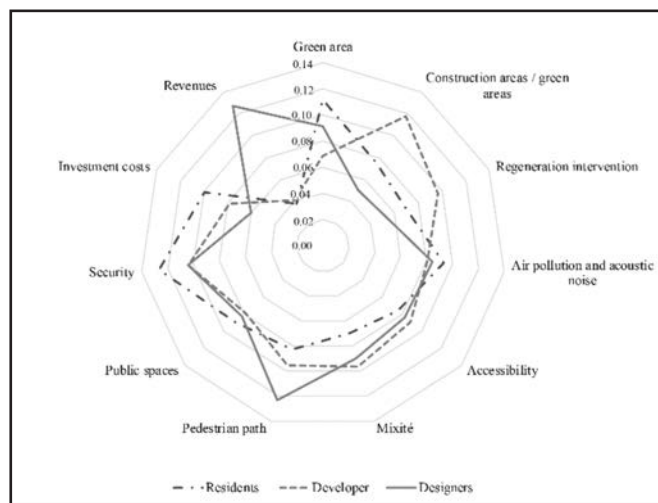 Green area
0,14
0,12
0,10
0,08
0,06
0,04
0,02
0,00
Construction areas / green
areas
Regeneration intervention
Air pollution and acoustic
noise
Accessibility
Mixité
Pedestrian path
Public spaces
Security
Investment costs
Revenues
Residents
Developer
Designers